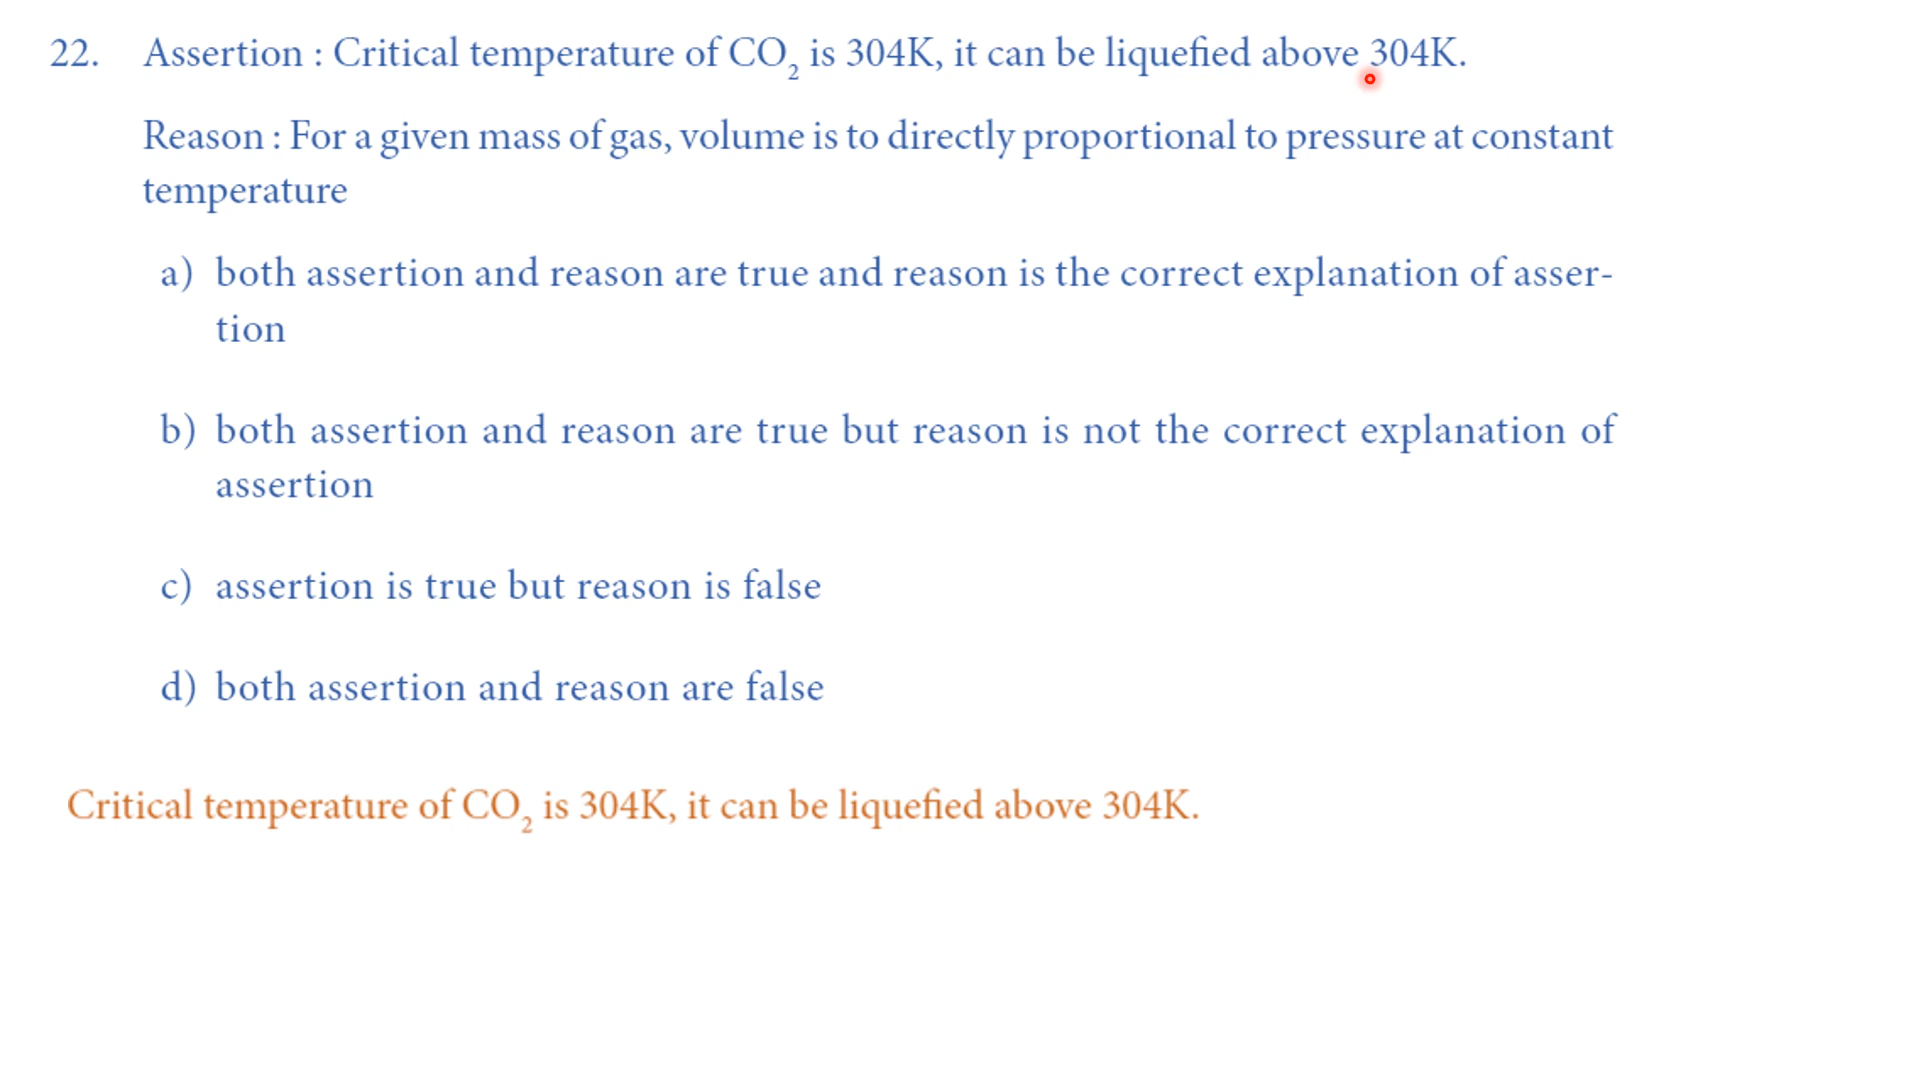 22. Assertion : Critical temperature of CO₂ is 304K, it can be liquefied above 304K.
Reason : For a given mass of gas, volume is to directly proportional to pressure at constant
temperature
a) both assertion and reason are true and reason is the correct explanation of asser-
tion
b) both assertion and reason are true but reason is not the correct explanation of
assertion
c) assertion is true but reason is false
d) both assertion and reason are false
Critical temperature of CO₂ is 304K, it can be liquefied above 304K.